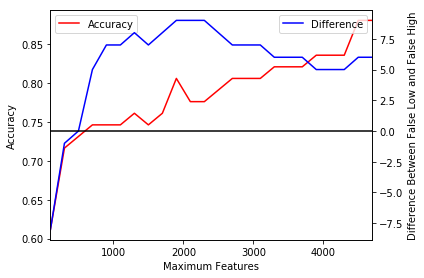 Accuracy
Difference
0.85
0.80
0.75
0.70
0.65
0.60
Accuracy
7.5
5.0
2.5
0.0
−2.5
−5.0
−7.5
Difference Between False Low and False High
1000 2000 3000 4000
Maximum Features